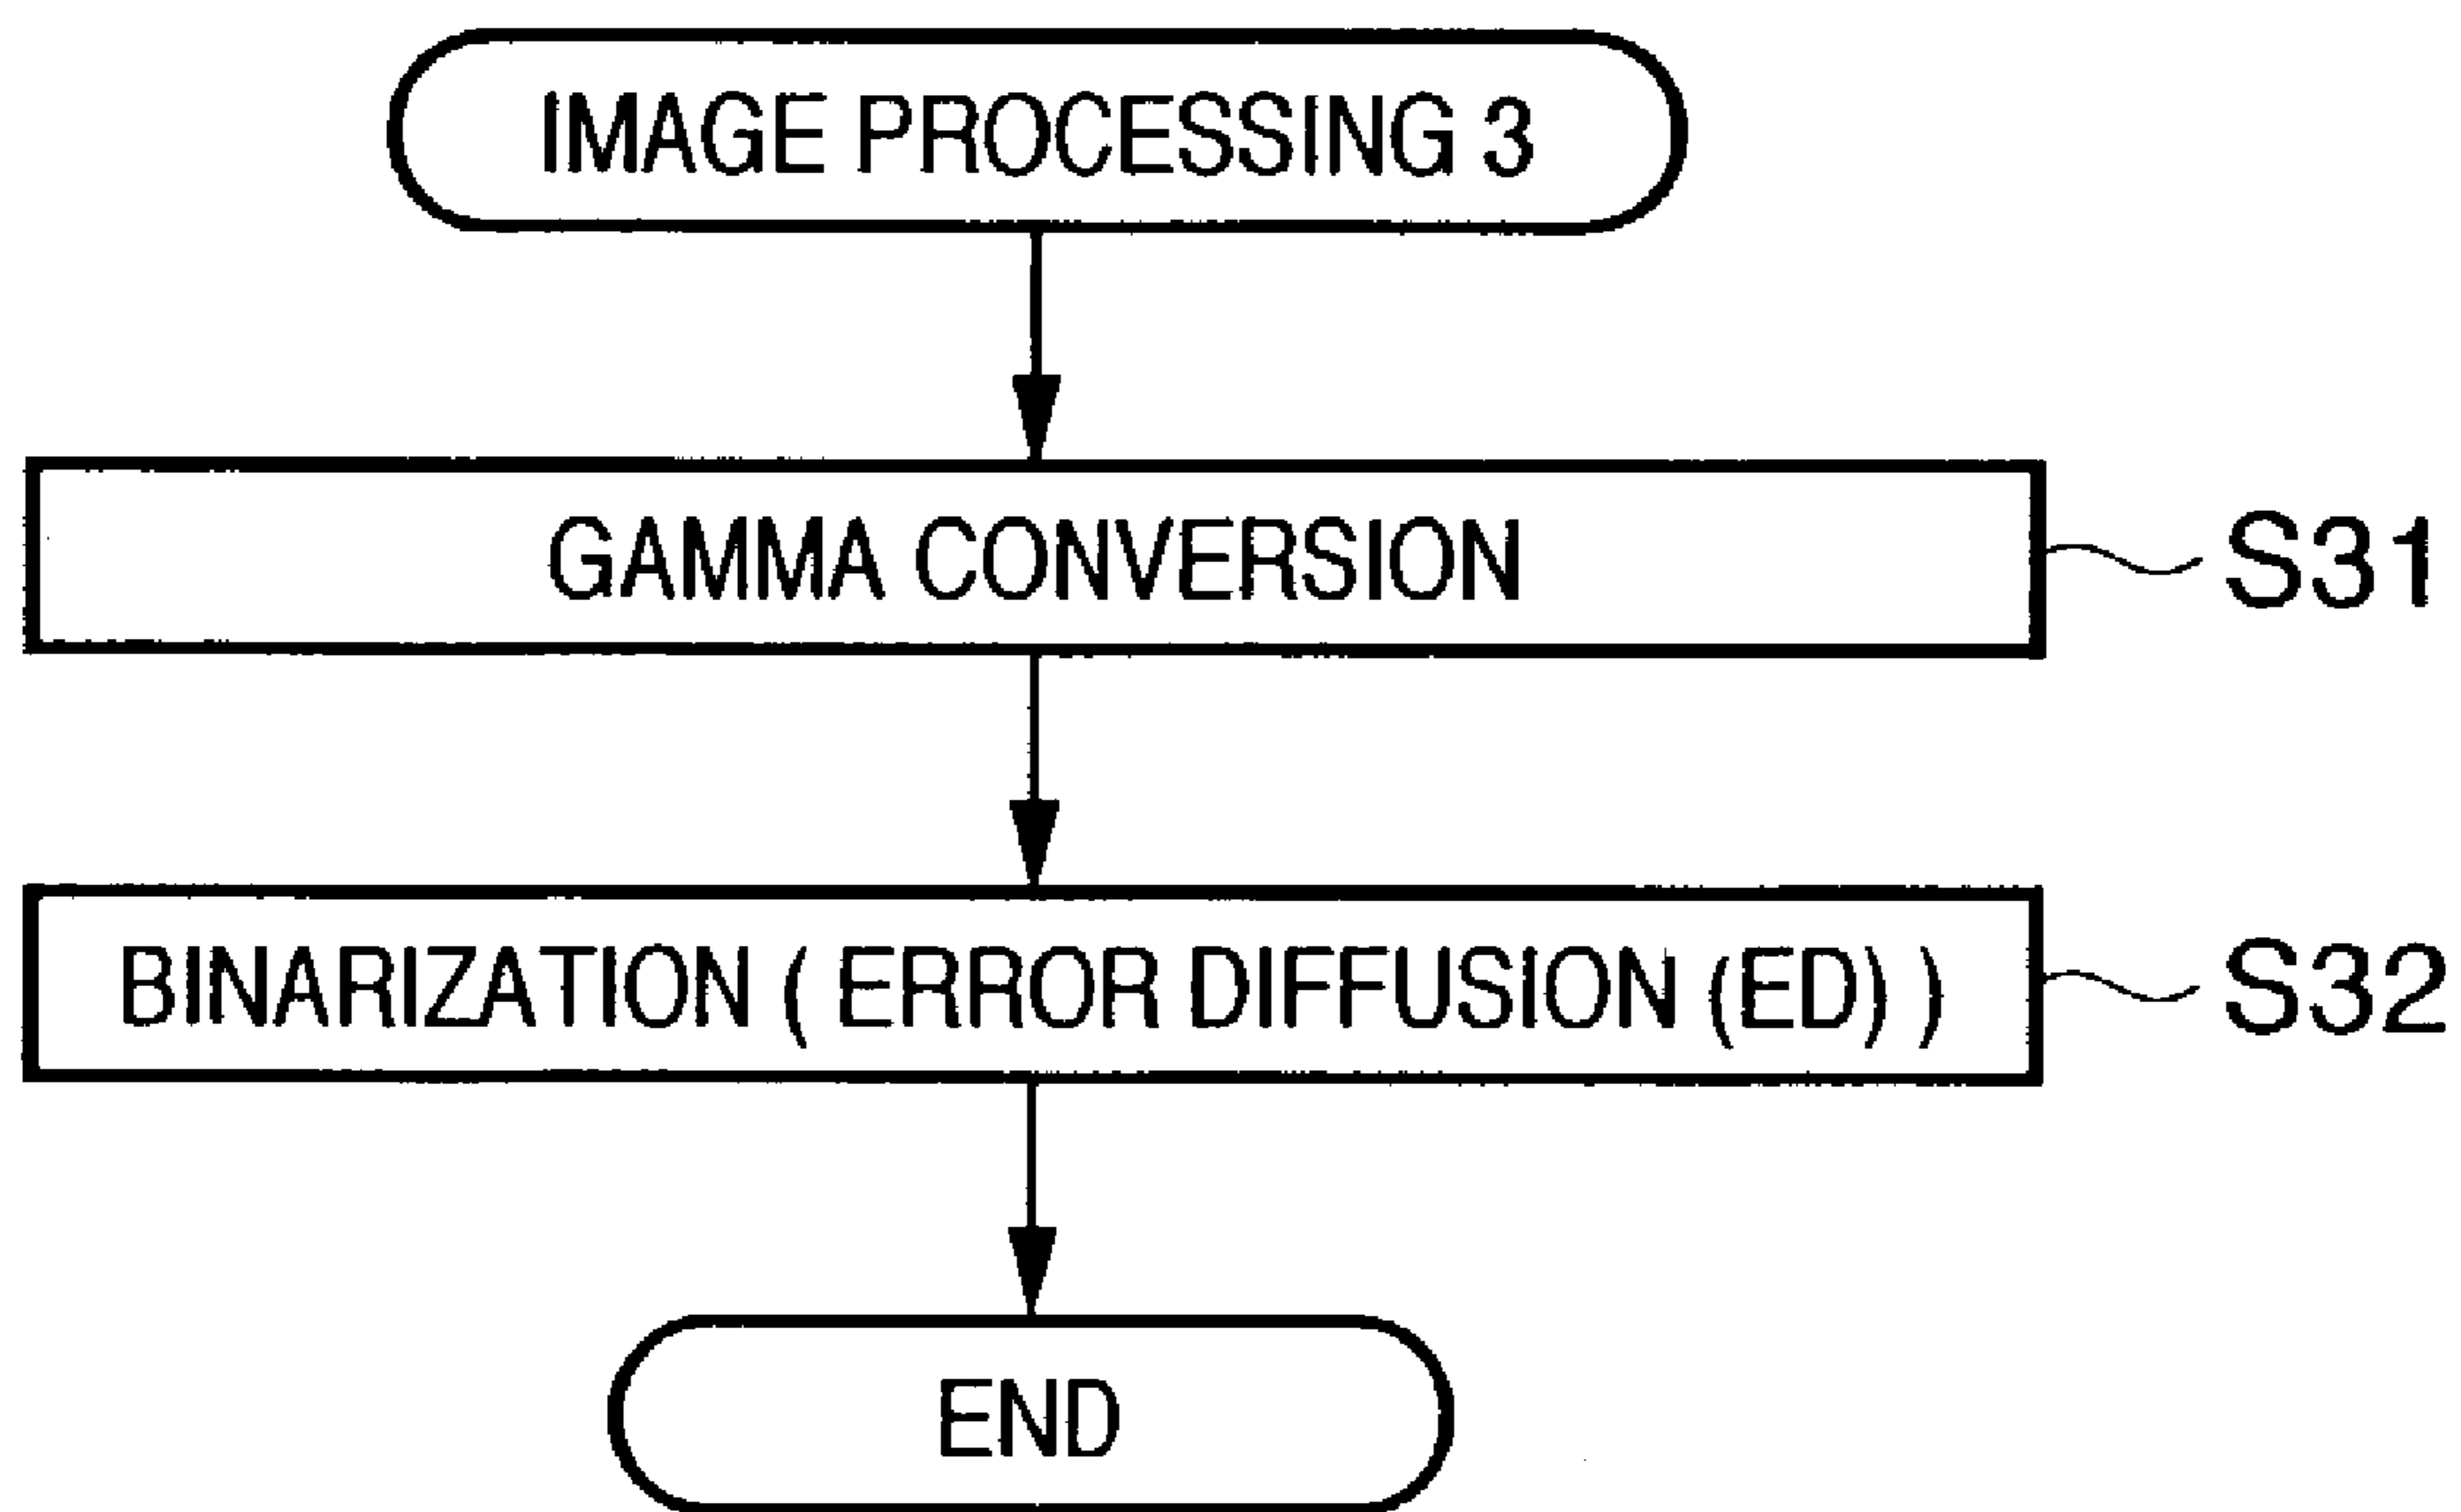 IMAGE PROCESSING 3
GAMMA CONVERSION
S31
BINARIZATION ( ERROR DIFFUSION (ED) )
S32
END